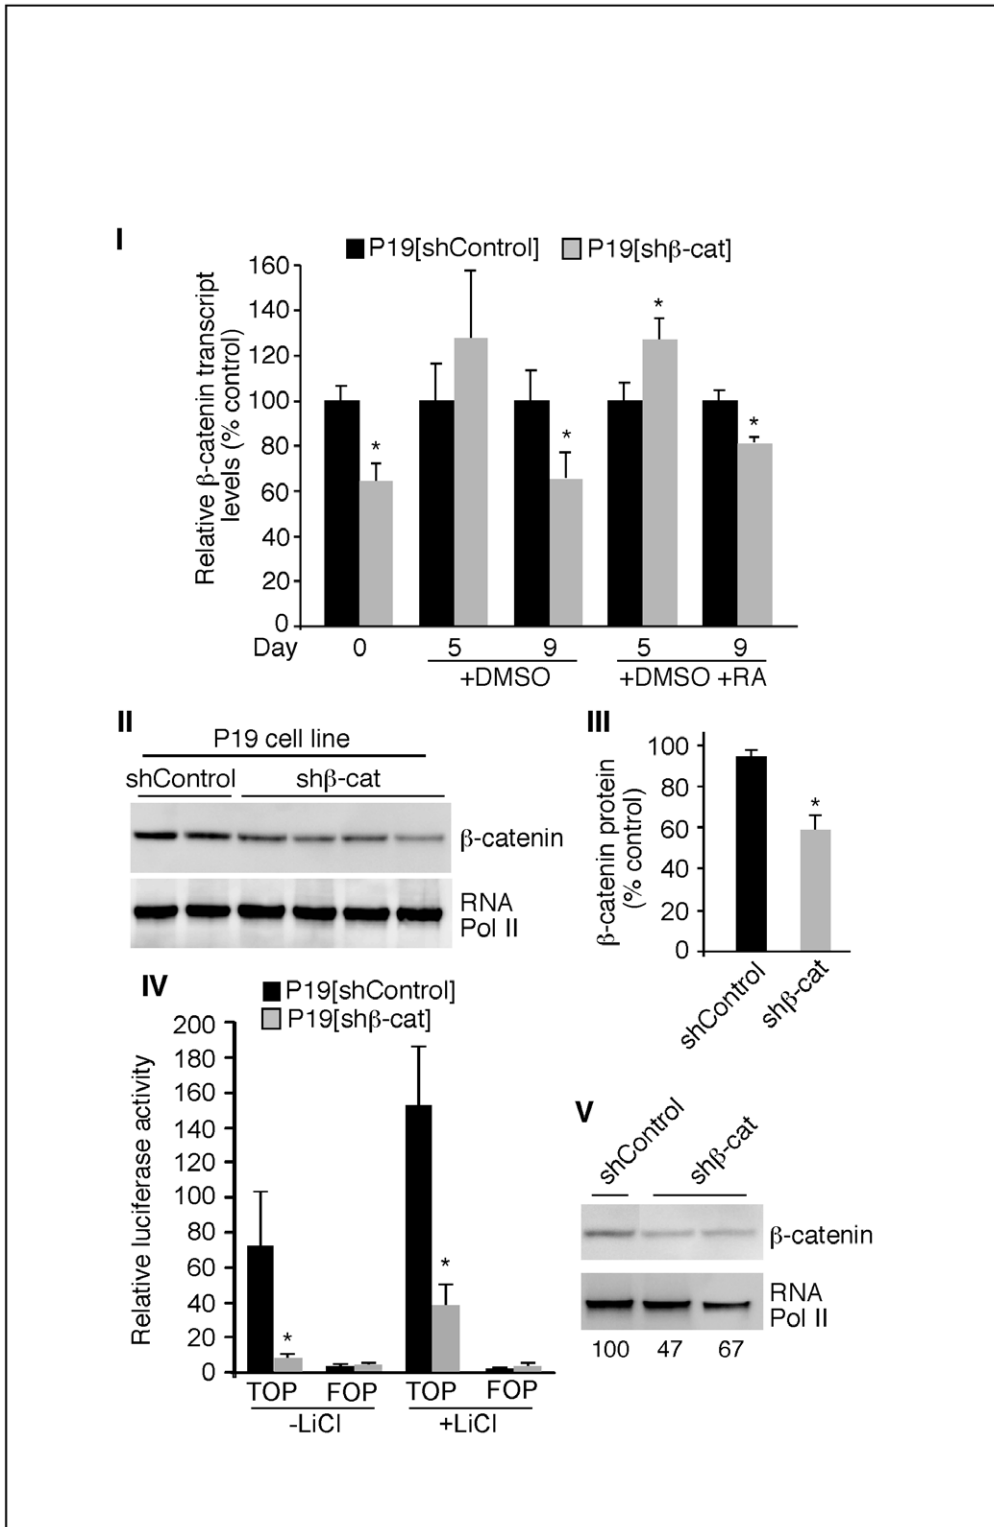 I
P19[shControl] P19[shβ-cat]
Relative β-catenin transcript
levels (% control)
160
140
120
100
80
60
40
20
0
* * * *
Day 0 5 9 5 9
+DMSO +DMSO +RA
II
P19 cell line
shControl shβ-cat
β-catenin
RNA
Pol II
III
β-catenin protein
(% control)
100
80
60
40
20
0
*
shControl shβ-cat
IV
P19[shControl]
P19[shβ-cat]
Relative luciferase activity
200
180
160
140
120
100
80
60
40
20
0
* *
TOP FOP TOP FOP
-LiCl +LiCl
V
shControl shβ-cat
β-catenin
RNA
Pol II
100 47 67